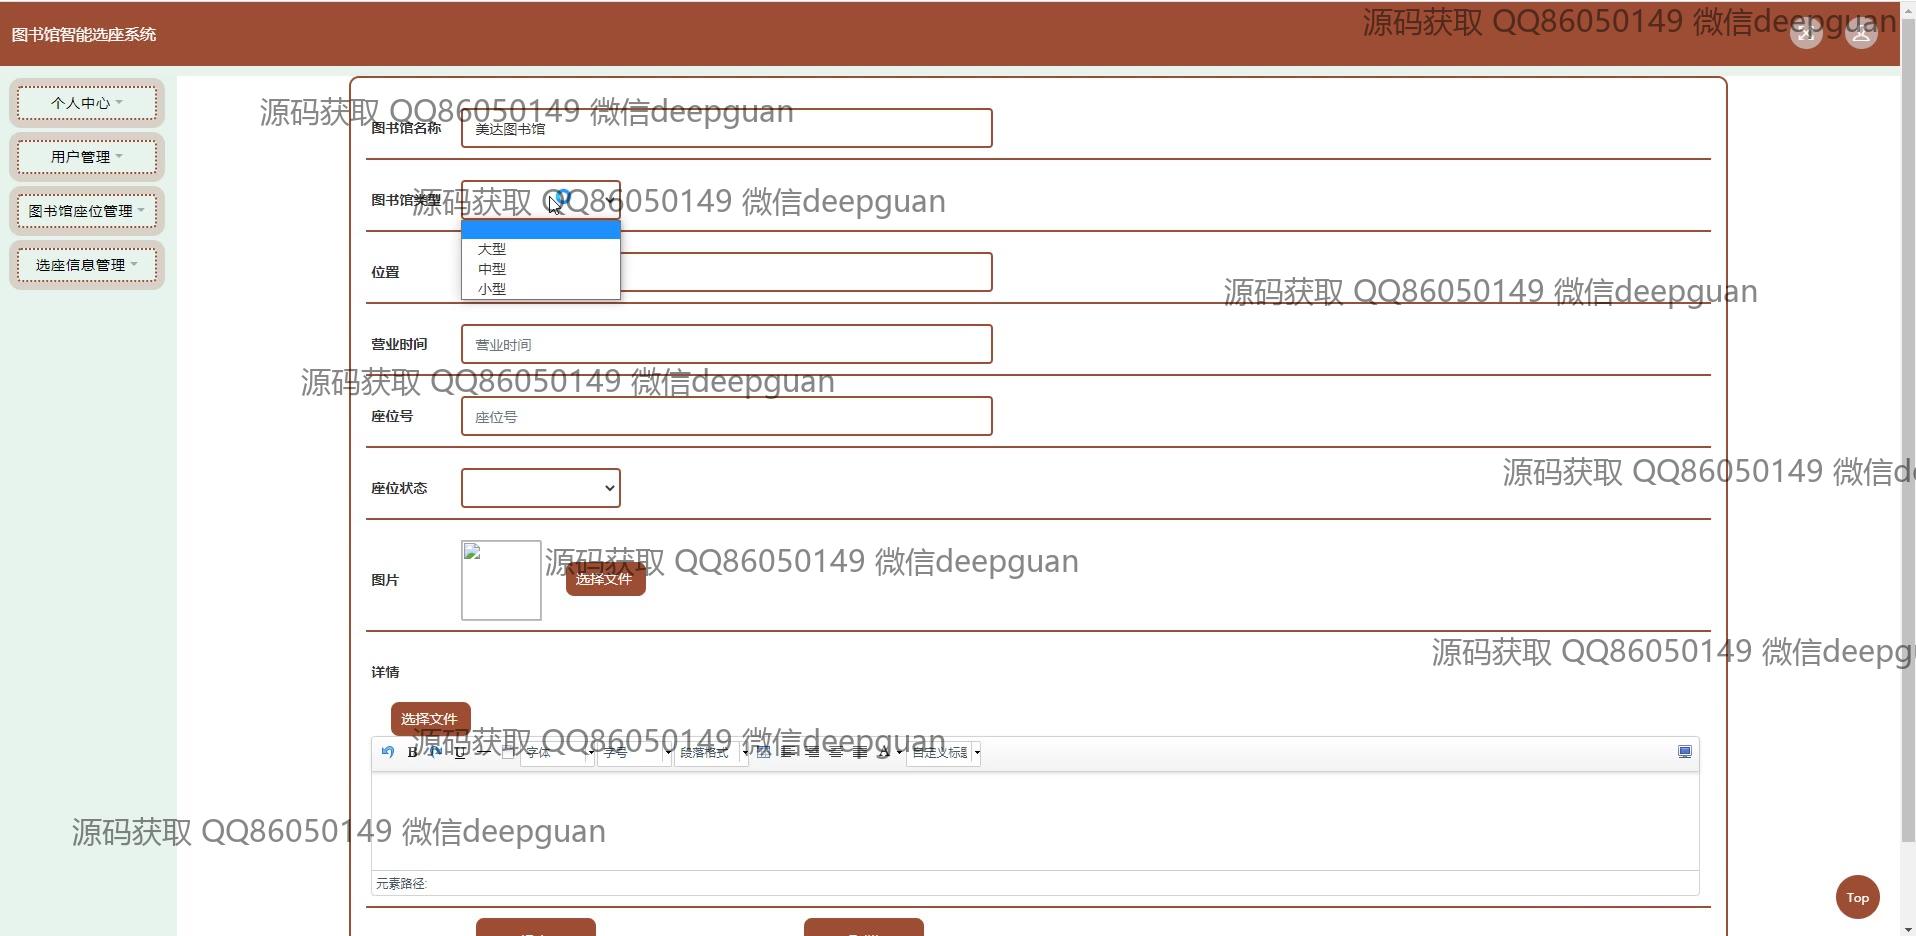 图书馆智能选座系统
源码获取 QQ86050149 微信deepguan
个人中心
用户管理
图书馆座位管理
选座信息管理
源码获取 QQ86050149 微信deepguan
图书馆名称
美达图书馆
图书馆类型
源码获取 QQ86050149 微信deepguan
大型
中型
小型
位置
源码获取 QQ86050149 微信deepguan
营业时间
营业时间
源码获取 QQ86050149 微信deepguan
座位号
座位号
源码获取 QQ86050149 微信de
座位状态
源码获取 QQ86050149 微信deepguan
图片
选择文件
源码获取 QQ86050149 微信deepgu
详情
选择文件
源码获取 QQ86050149 微信deepguan
B U 字体 字号 段落格式 A 自定义标题
源码获取 QQ86050149 微信deepguan
元素路径:
Top